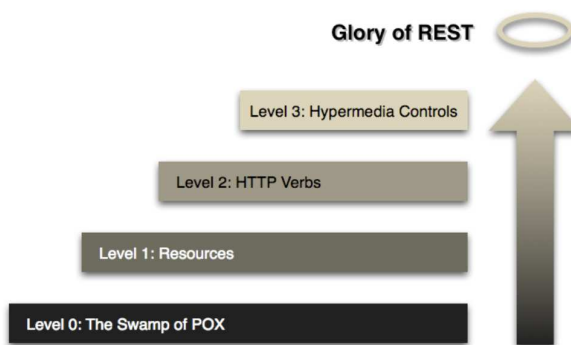 Glory of REST
Level 3: Hypermedia Controls
Level 2: HTTP Verbs
Level 1: Resources
Level 0: The Swamp of POX